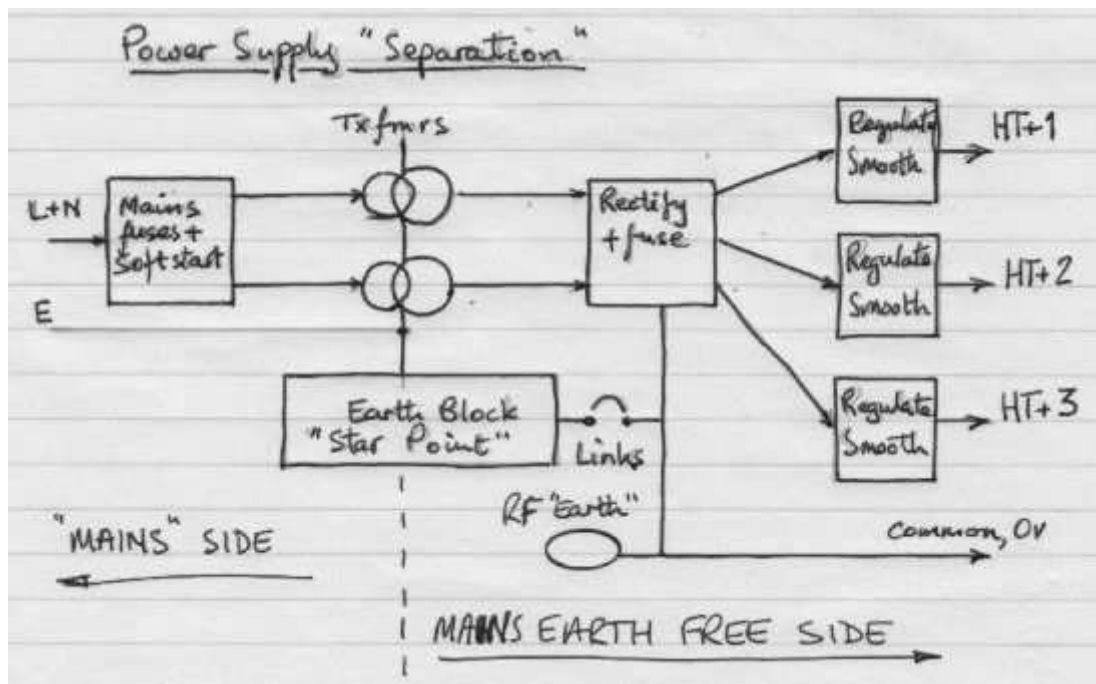 Power Supply "Separation"
Txfmrs
L+N
Mains
fuses+
Soft start
E
Rectify
+ fuse
Regulate
Smooth
HT+1
Regulate
Smooth
HT+2
Regulate
Smooth
HT+3
Earth Block
"Star Point"
Links
RF "Earth"
Common, 0v
"MAINS" SIDE
MAINS EARTH FREE SIDE